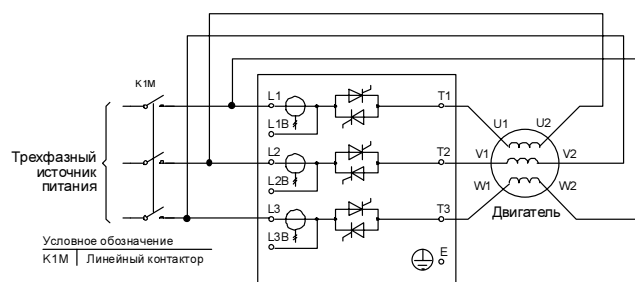 K1M
L1
T1
U1
U2
L1B
L2
T2
V1
V2
Трехфазный
источник
питания
L2B
W1
W2
L3
T3
Двигатель
L3B
E
Условное обозначение
K1M Линейный контактор